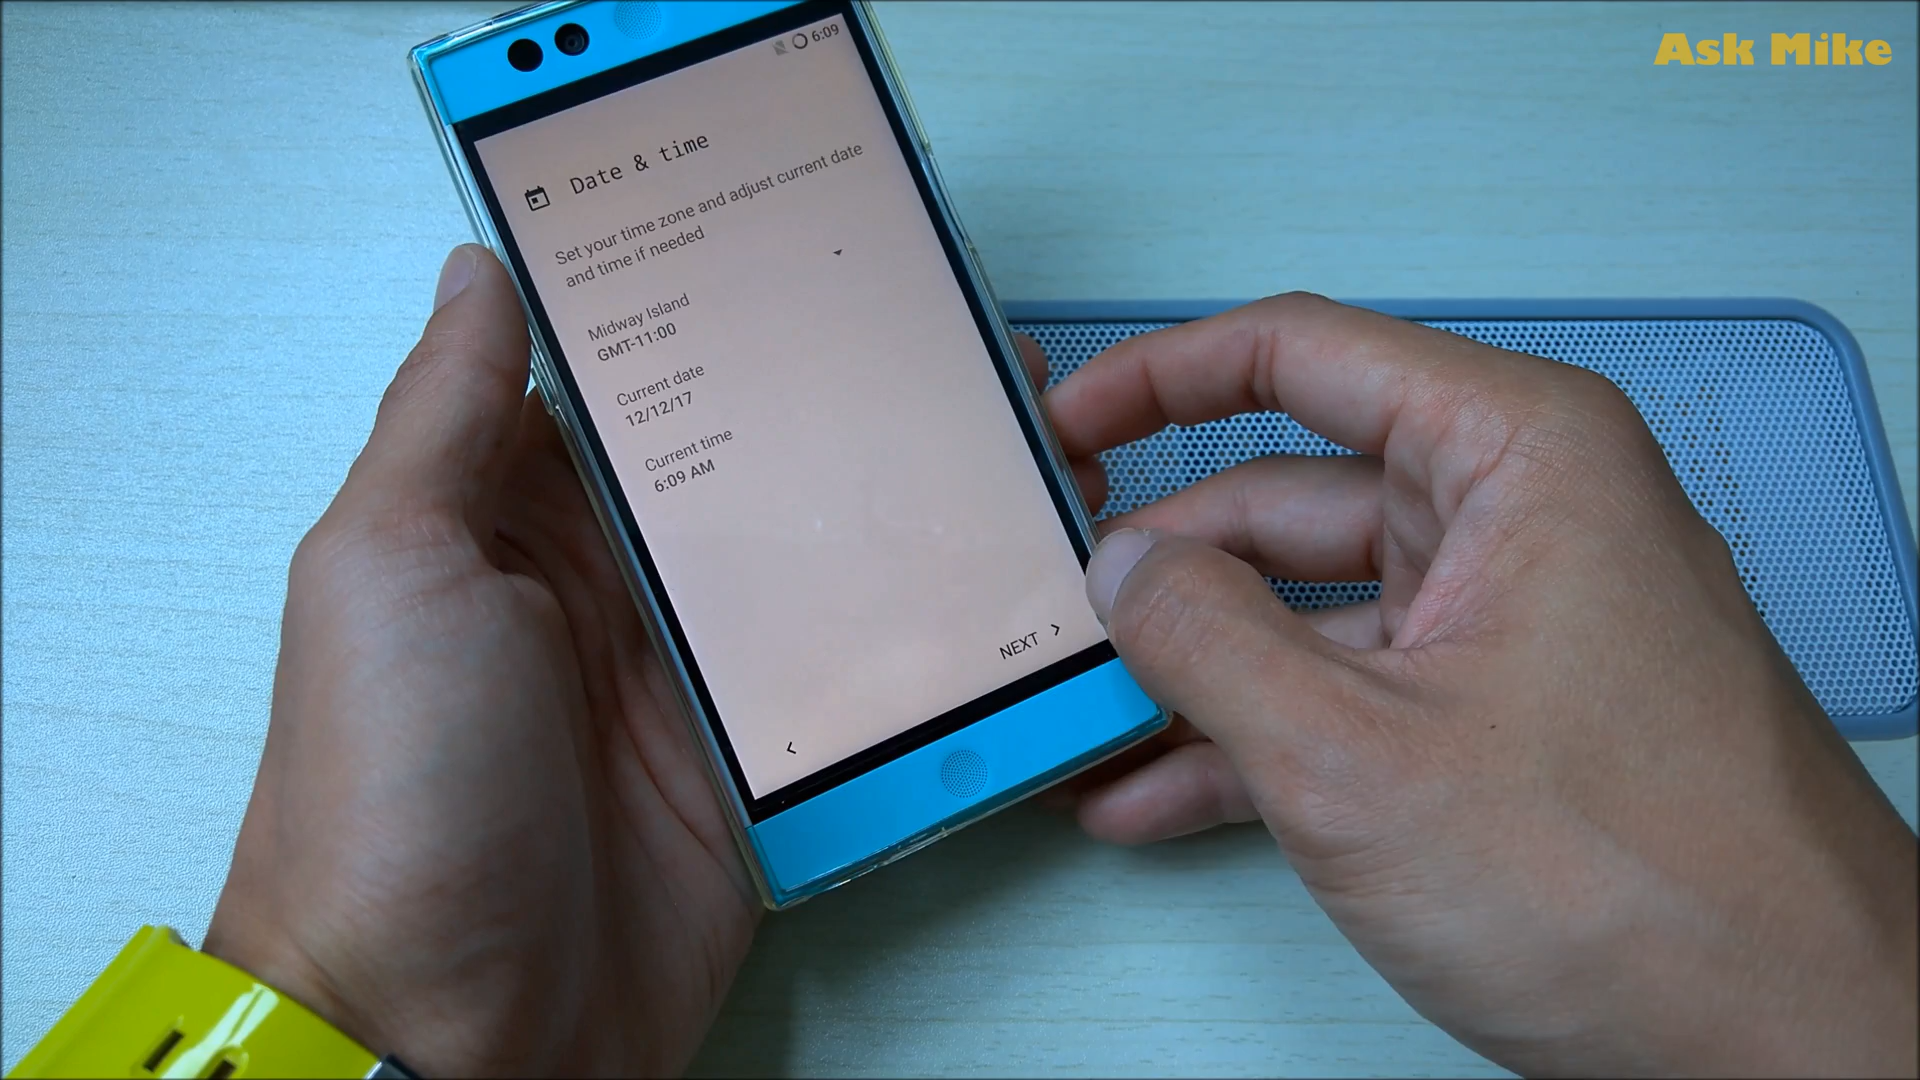 Ask Mike
6:09
Date & time
Set your time zone and adjust current date
and time if needed
Midway Island
GMT-11:00
Current date
12/12/17
Current time
6:09 AM
NEXT